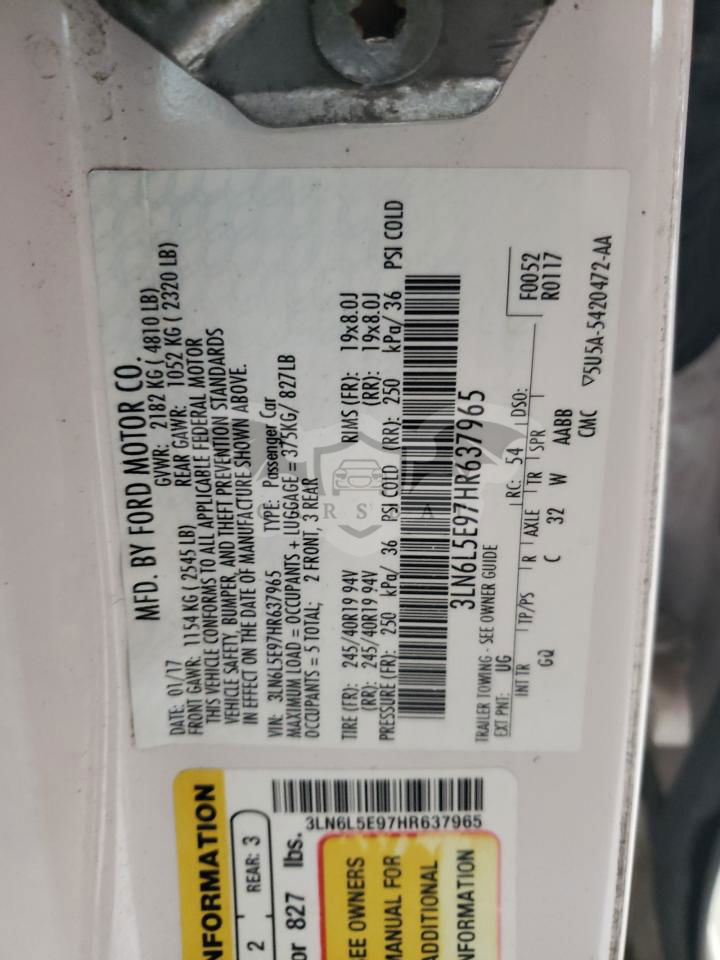 MFD. BY FORD MOTOR CO.
DATE: 01/17 GVWR: 2182 KG ( 4810 LB)
FRONT GAWR: 1154 KG ( 2545 LB) REAR GAWR: 1052 KG ( 2320 LB)
THIS VEHICLE CONFORMS TO ALL APPLICABLE FEDERAL MOTOR
VEHICLE SAFETY, BUMPER, AND THEFT PREVENTION STANDARDS
IN EFFECT ON THE DATE OF MANUFACTURE SHOWN ABOVE.
VIN: 3LN6L5E97HR637965 TYPE: Passenger Car
MAXIMUM LOAD = OCCUPANTS + LUGGAGE = 375KG/ 827LB
OCCUPANTS = 5 TOTAL; 2 FRONT, 3 REAR
TIRE (FR): 245/40R19 94V RIMS (FR): 19x8.0J
(RR): 245/40R19 94V (RR): 19x8.0J
PRESSURE (FR): 250 kPa/ 36 PSI COLD (RR): 250 kPa/ 36 PSI COLD
3LN6L5E97HR637965
TRAILER TOWING - SEE OWNER GUIDE
EXT PNT: UG RC: 54 DSO: F0052
R0117
INT TR TP/PS R AXLE TR SPR
GQ C 32 W AABB
CMC
▽5U5A-5420472-AA
3LN6L5E97HR637965
NFORMATION
2 REAR: 3
or 827 lbs.
SEE OWNERS
MANUAL FOR
ADDITIONAL
NFORMATION